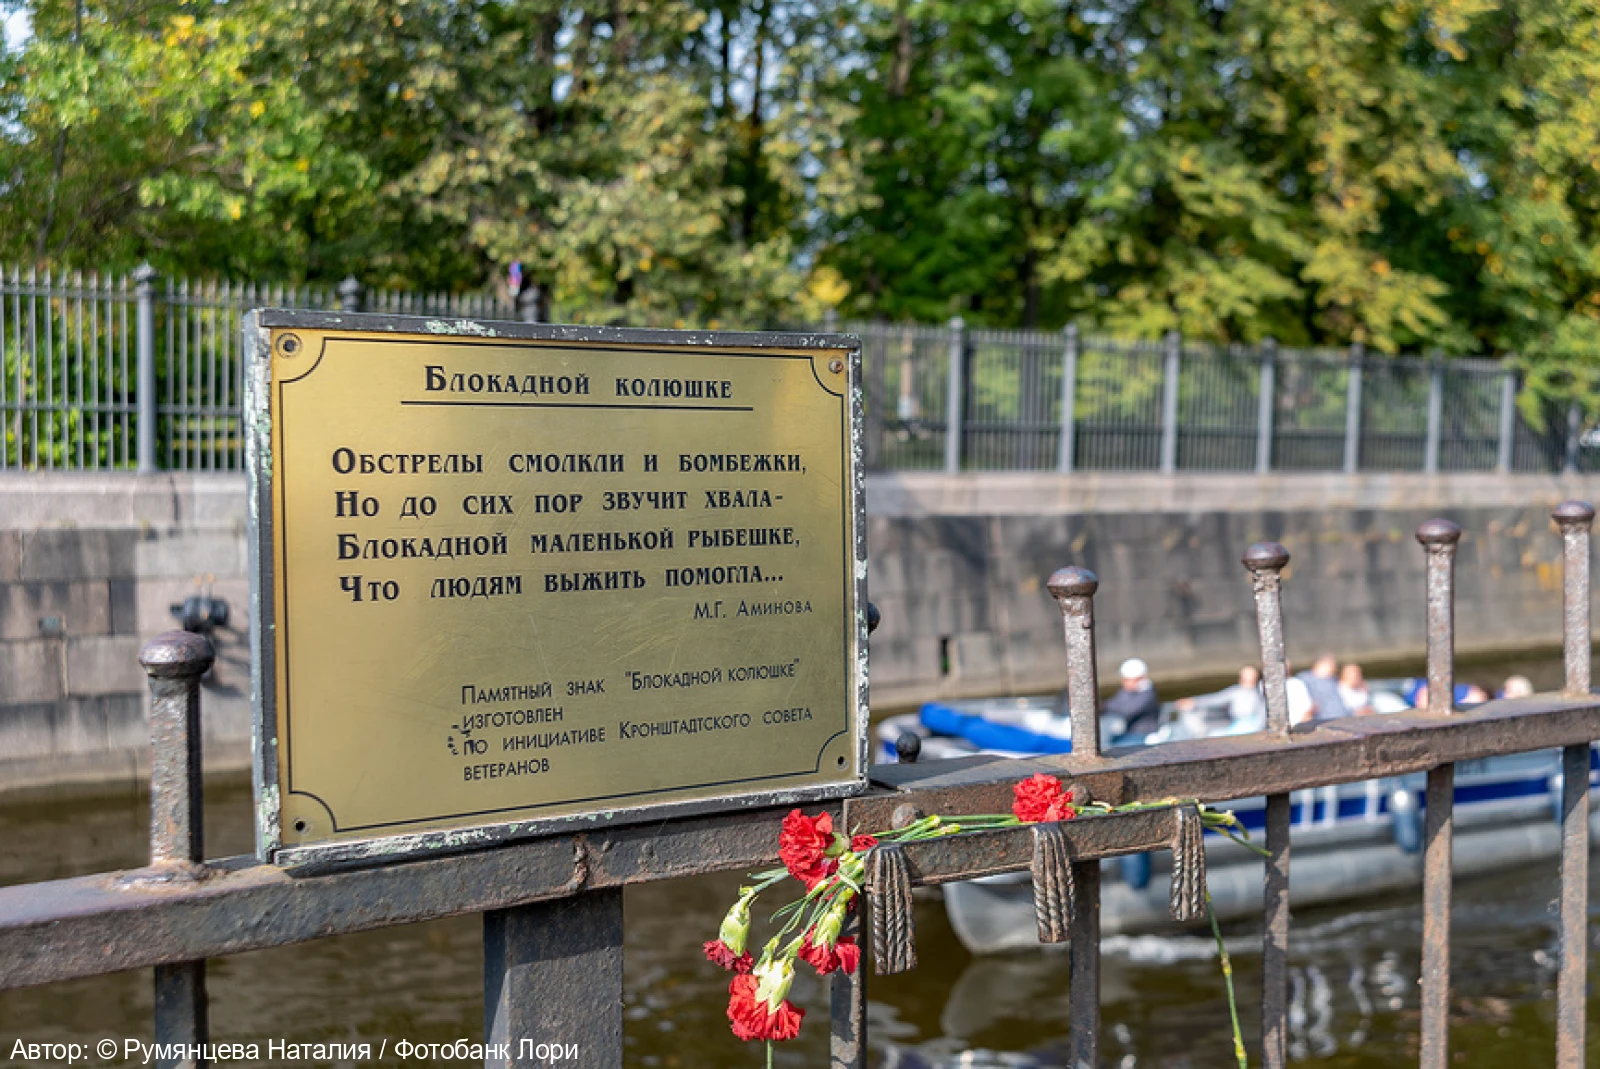 Блокадной колюшке
Обстрелы смолкли и бомбежки,
Но до сих пор звучит хвала-
Блокадной маленькой рыбешке,
Что людям выжить помогла...
М.Г. Аминова
Памятный знак "Блокадной колюшке"
изготовлен
по инициативе Кронштадтского совета
ветеранов
Автор: © Румянцева Наталия / Фотобанк Лори